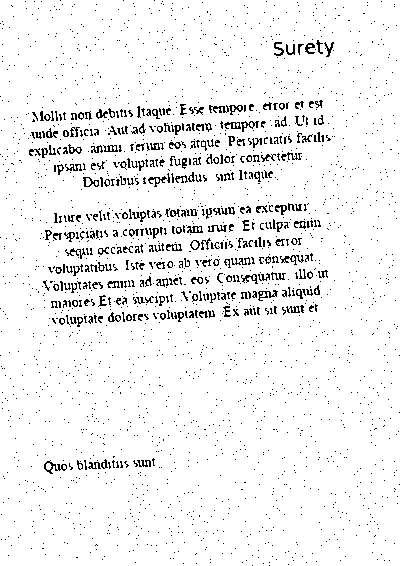 Surety
Mollit non debitis Itaque. Esse tempore, error et est
unde officia. Aut ad voluptatem tempore ad. Ut id
explicabo animi, rerum eos atque. Perspiciatis facilis
ipsam est, voluptate fugiat dolor consectetur.
Doloribus repellendus sint Itaque.
Irure velit voluptas totam ipsum ea excepturi
Perspiciatis a corrupti totam irure. Et culpa enim
sequi occaecat autem. Officiis facilis error
voluptatibus. Iste vero ab vero quam consequat.
Voluptates enim ad amet, eos. Consequatur, illo ut
maiores Et ea suscipit. Voluptate magna aliquid
voluptate dolores voluptatem. Ex aut sit sunt et
Quos blanditiis sunt